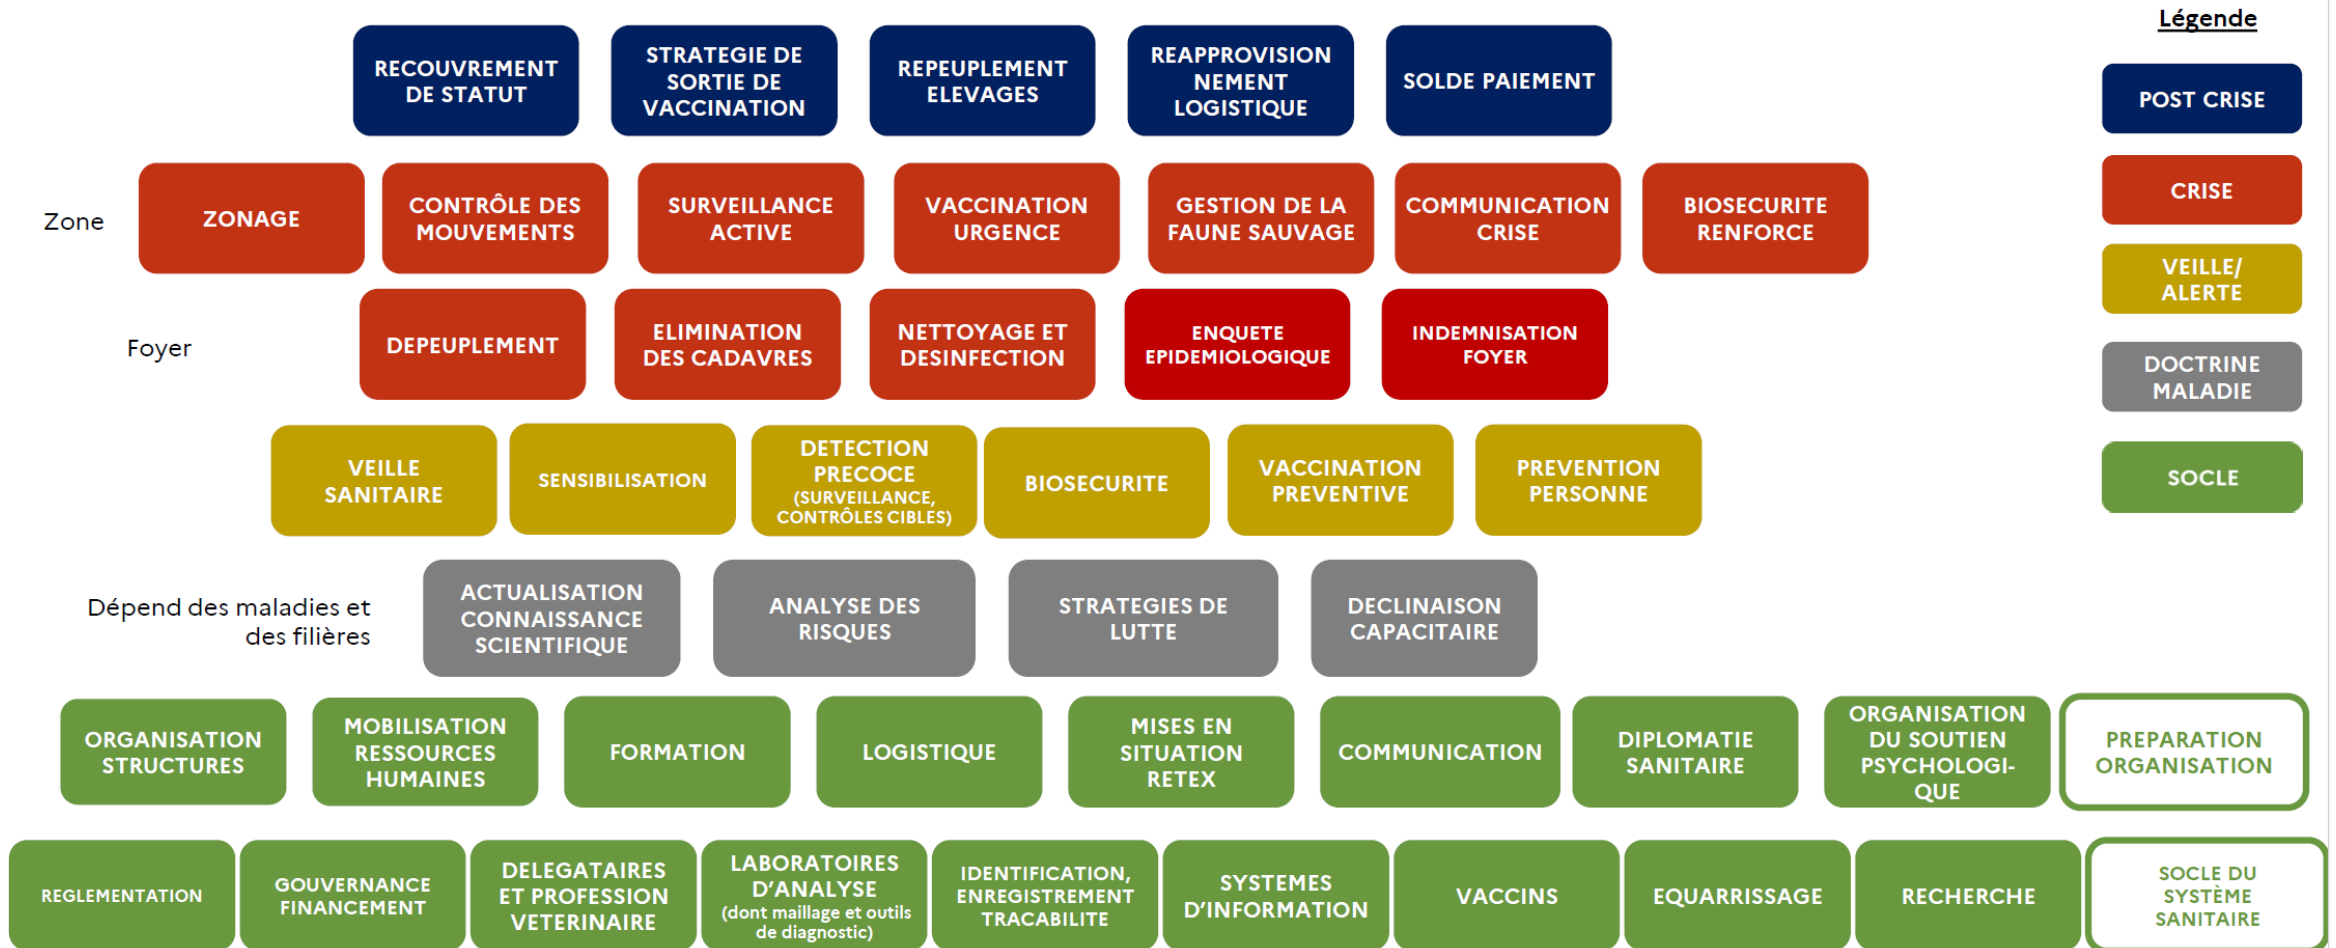 Légende
RECOUVREMENT
DE STATUT
STRATEGIE DE
SORTIE DE
VACCINATION
REPEUPLEMENT
ELEVAGES
REAPPROVISION
NEMENT
LOGISTIQUE
SOLDE PAIEMENT
POST CRISE
Zone
ZONAGE
CONTRÔLE DES
MOUVEMENTS
SURVEILLANCE
ACTIVE
VACCINATION
URGENCE
GESTION DE LA
FAUNE SAUVAGE
COMMUNICATION
CRISE
BIOSECURITE
RENFORCE
CRISE
Foyer
DEPEUPLEMENT
ELIMINATION
DES CADAVRES
NETTOYAGE ET
DESINFECTION
ENQUETE
EPIDEMIOLOGIQUE
INDEMNISATION
FOYER
VEILLE/
ALERTE
VEILLE
SANITAIRE
SENSIBILISATION
DETECTION
PRECOCE
(SURVEILLANCE,
CONTRÔLES CIBLES)
BIOSECURITE
VACCINATION
PREVENTIVE
PREVENTION
PERSONNE
DOCTRINE
MALADIE
SOCLE
Dépend des maladies et
des filières
ACTUALISATION
CONNAISSANCE
SCIENTIFIQUE
ANALYSE DES
RISQUES
STRATEGIES DE
LUTTE
DECLINAISON
CAPACITAIRE
ORGANISATION
STRUCTURES
MOBILISATION
RESSOURCES
HUMAINES
FORMATION
LOGISTIQUE
MISES EN
SITUATION
RETEX
COMMUNICATION
DIPLOMATIE
SANITAIRE
ORGANISATION
DU SOUTIEN
PSYCHOLOGI-
QUE
PREPARATION
ORGANISATION
REGLEMENTATION
GOUVERNANCE
FINANCEMENT
DELEGATAIRES
ET PROFESSION
VETERINAIRE
LABORATOIRES
D'ANALYSE
(dont maillage et outils
de diagnostic)
IDENTIFICATION,
ENREGISTREMENT
TRACABILITE
SYSTEMES
D'INFORMATION
VACCINS
EQUARRISSAGE
RECHERCHE
SOCLE DU
SYSTÈME
SANITAIRE